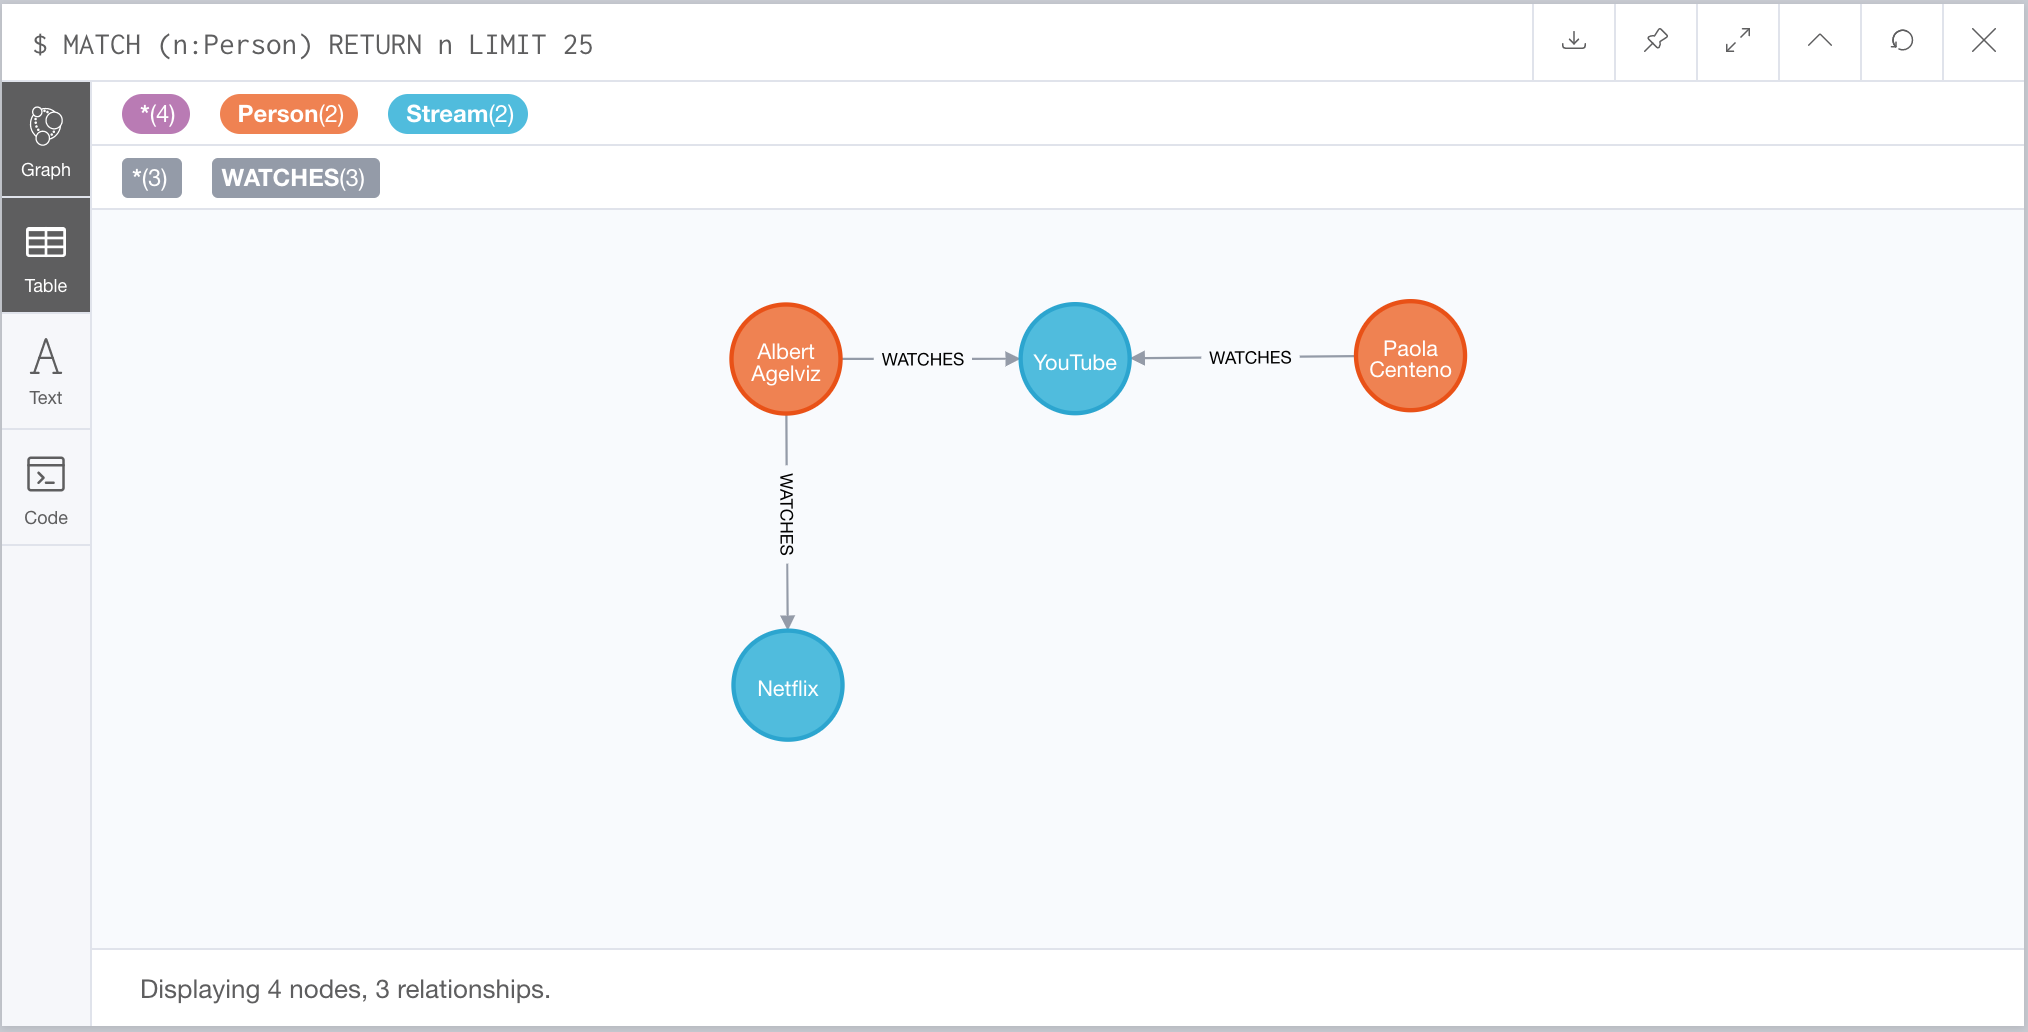 $ MATCH (n:Person) RETURN n LIMIT 25
*(4) Person(2) Stream(2)
*(3) WATCHES(3)
Graph
Table
Text
Code
Albert
Agelviz
WATCHES
YouTube
WATCHES
Paola
Centeno
WATCHES
Netflix
Displaying 4 nodes, 3 relationships.